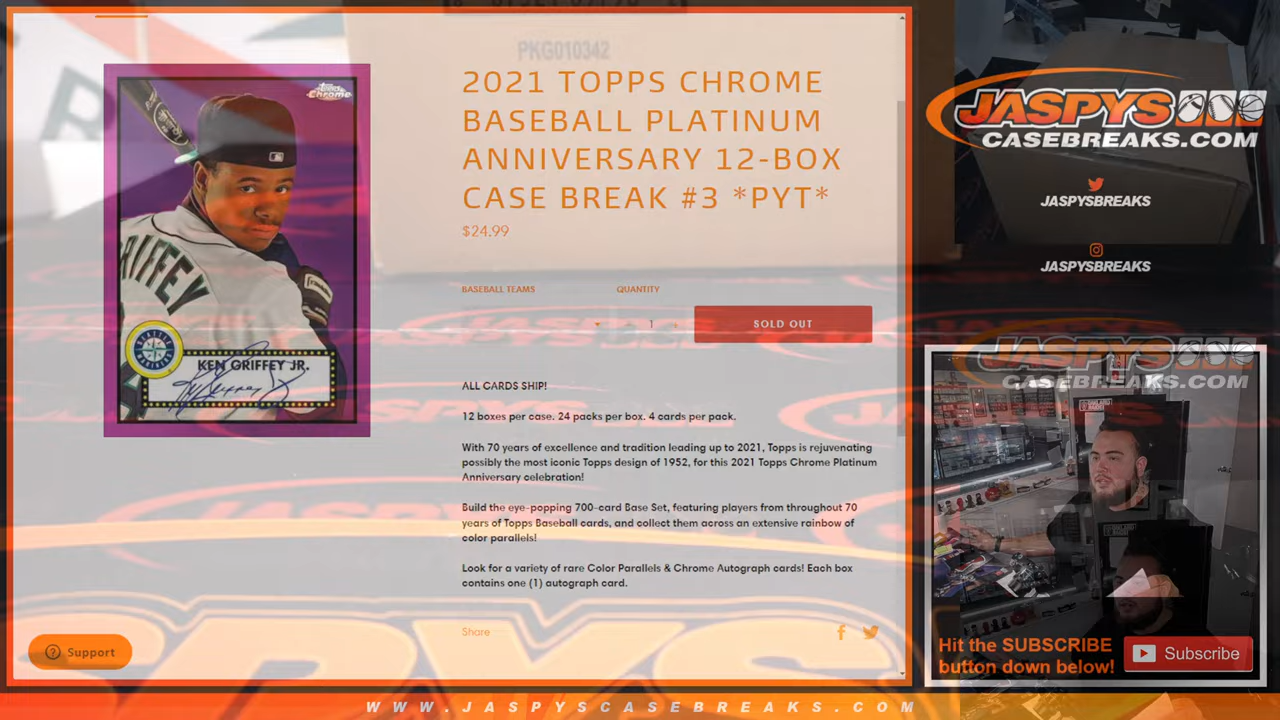 PKG010342
2021 TOPPS CHROME
BASEBALL PLATINUM
ANNIVERSARY 12-BOX
CASE BREAK #3 *PYT*
$24.99
BASEBALL TEAMS
QUANTITY
- 1 +
SOLD OUT
ALL CARDS SHIP!
12 boxes per case. 24 packs per box. 4 cards per pack.
With 70 years of excellence and tradition leading up to 2021, Topps is rejuvenating
possibly the most iconic Topps design of 1952, for this 2021 Topps Chrome Platinum
Anniversary celebration!
Build the eye-popping 700-card Base Set, featuring players from throughout 70
years of Topps Baseball cards, and collect them across an extensive rainbow of
color parallels!
Look for a variety of rare Color Parallels & Chrome Autograph cards! Each box
contains one (1) autograph card.
Share
Support
Topps
Chrome
RIFFEY
KEN GRIFFEY JR.
JASPYS
CASEBREAKS.COM
JASPYSBREAKS
JASPYSBREAKS
JASPYS
CASEBREAKS.COM
Hit the SUBSCRIBE
button down below!
Subscribe
WWW.JASPYSCASEBREAKS.COM